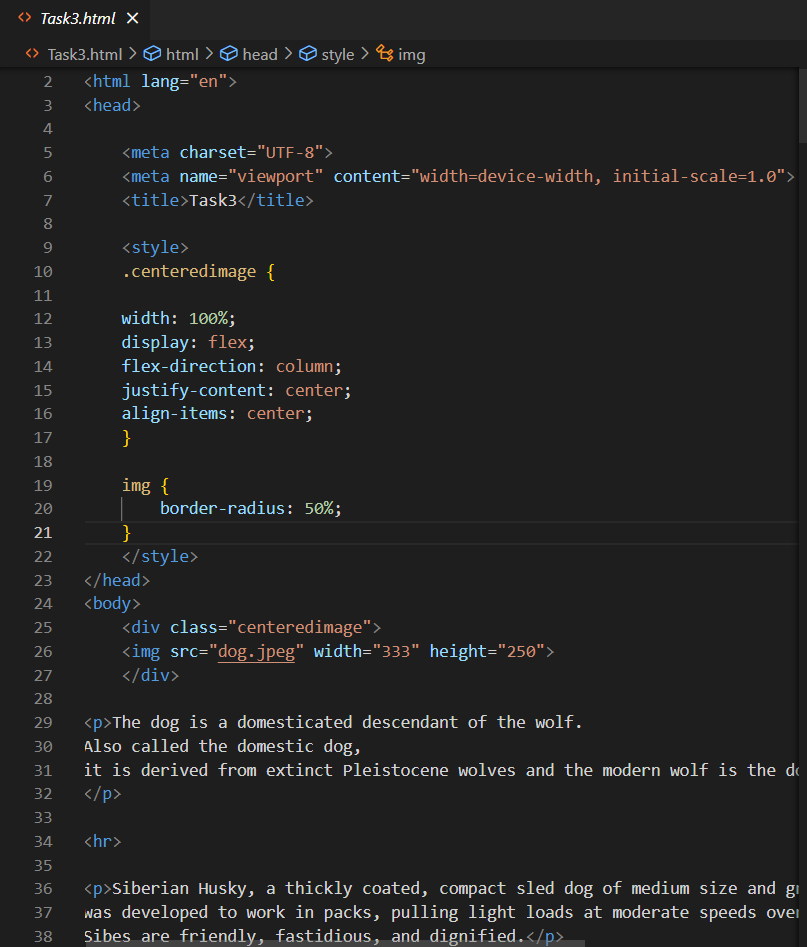 Task3.html
Task3.html > html > head > style > img
2 <html lang="en">
3 <head>
4
5 <meta charset="UTF-8">
6 <meta name="viewport" content="width=device-width, initial-scale=1.0">
7 <title>Task3</title>
8
9 <style>
10 .centeredimage {
11
12 width: 100%;
13 display: flex;
14 flex-direction: column;
15 justify-content: center;
16 align-items: center;
17 }
18
19 img {
20 border-radius: 50%;
21 }
22 </style>
23 </head>
24 <body>
25 <div class="centeredimage">
26 <img src="dog.jpeg" width="333" height="250">
27 </div>
28
29 <p>The dog is a domesticated descendant of the wolf.
30 Also called the domestic dog,
31 it is derived from extinct Pleistocene wolves and the modern wolf is the
32 </p>
33
34 <hr>
35
36 <p>Siberian Husky, a thickly coated, compact sled dog of medium size and
37 was developed to work in packs, pulling light loads at moderate speeds over
38 Sibes are friendly, fastidious, and dignified.</p>